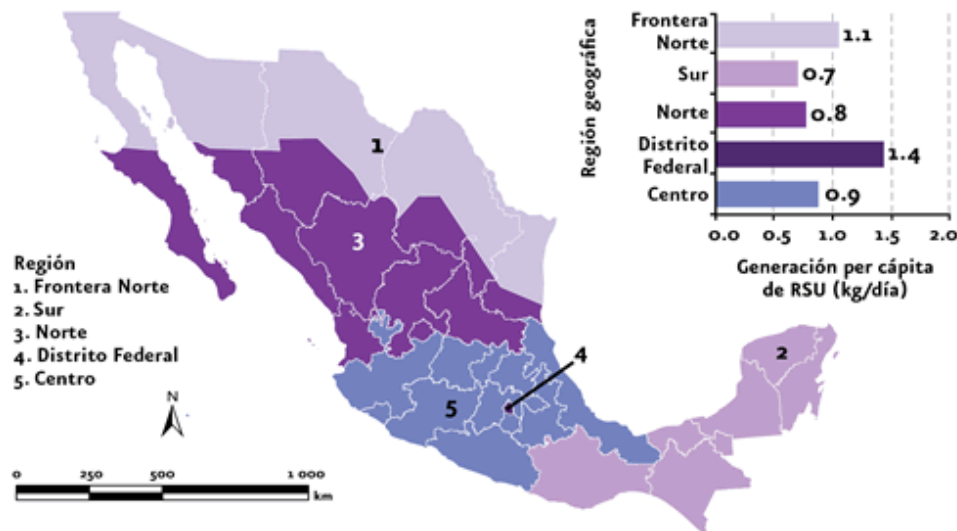 Región geográfica
Frontera
Norte
1.1
Sur
0.7
Norte
0.8
Distrito
Federal
1.4
Centro
0.9
0.0 0.5 1.0 1.5 2.0
Generación per cápita
de RSU (kg/día)
1
3
2
4
5
Región
1. Frontera Norte
2. Sur
3. Norte
4. Distrito Federal
5. Centro
N
0 250 500 1 000
km